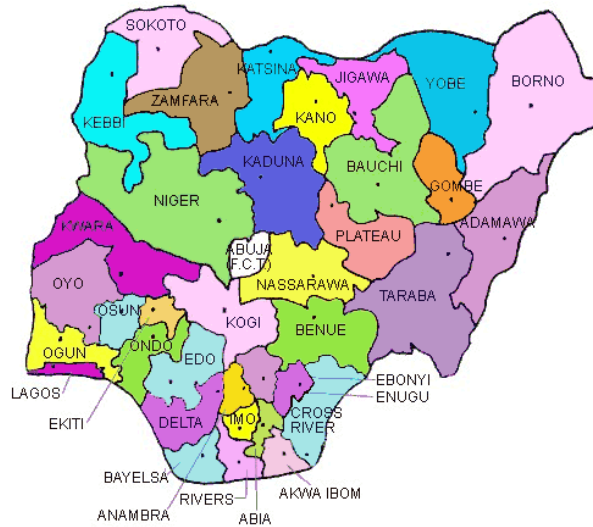 SOKOTO
KATSINA
JIGAWA
YOBE
BORNO
ZAMFARA
KEBBI
KANO
KADUNA
BAUCHI
GOMBE
NIGER
ADAMAWA
KWARA
PLATEAU
ABUJA
(F.C.T)
OYO
NASSARAWA
TARABA
OSUN
KOGI
BENUE
OGUN
ONDO
EDO
EBONYI
LAGOS
ENUGU
EKITI
DELTA
IMO
CROSS
RIVER
BAYELSA
RIVERS
AKWA IBOM
ANAMBRA
ABIA